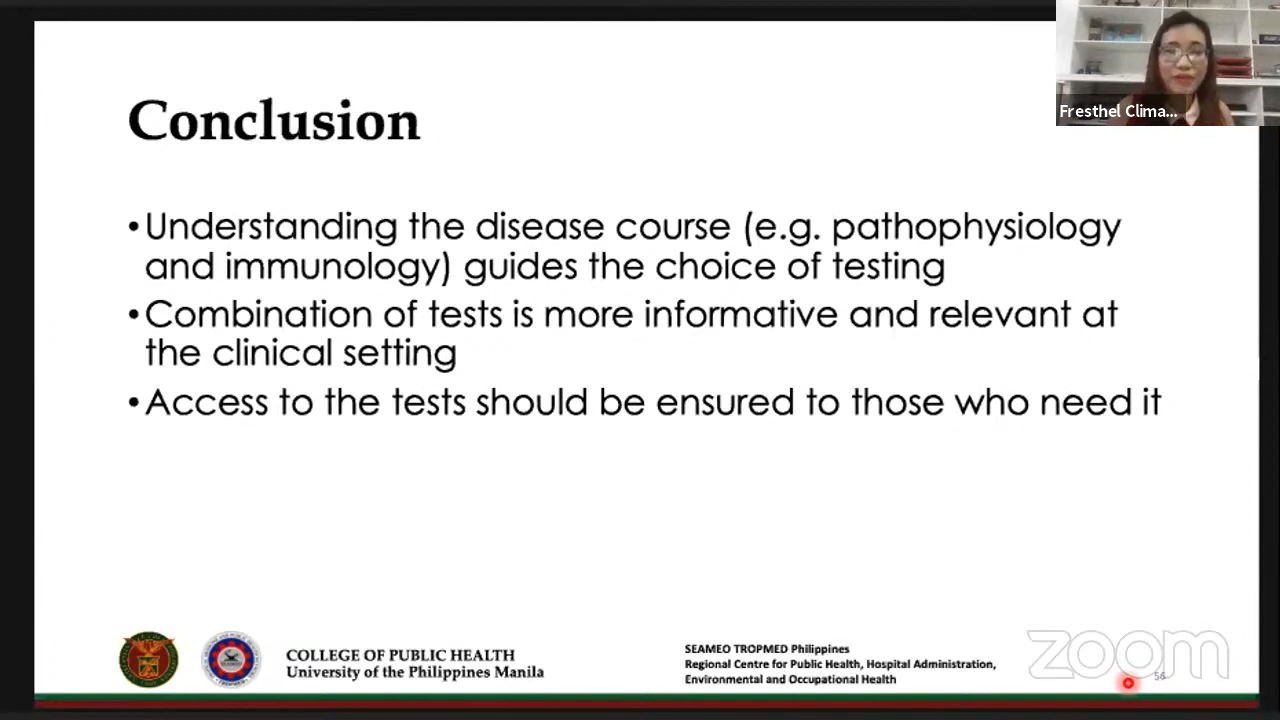 Fresthel Clima...
Conclusion
•Understanding the disease course (e.g. pathophysiology
and immunology) guides the choice of testing
•Combination of tests is more informative and relevant at
the clinical setting
•Access to the tests should be ensured to those who need it
COLLEGE OF PUBLIC HEALTH
University of the Philippines Manila
SEAMEO TROPMED Philippines
Regional Centre for Public Health, Hospital Administration,
Environmental and Occupational Health
zoom
56